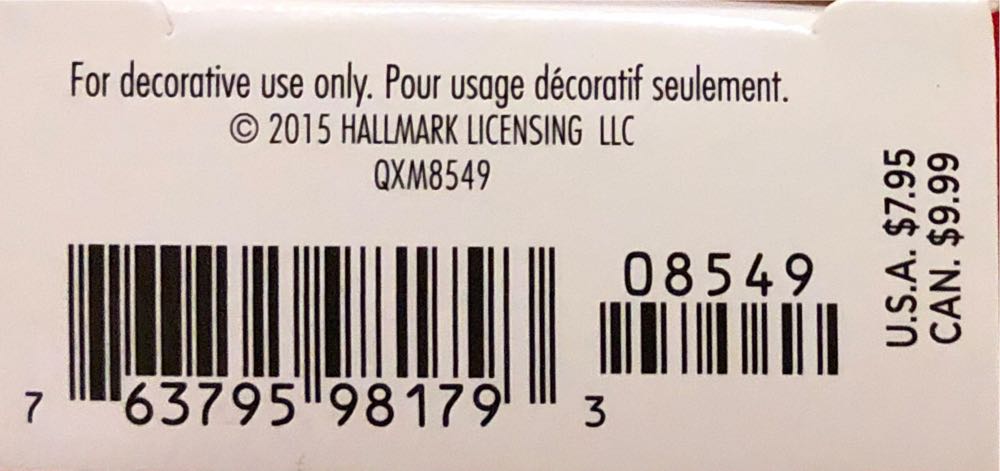 For decorative use only. Pour usage décoratif seulement.
© 2015 HALLMARK LICENSING LLC
QXM8549
08549
7 63795 98179 3
U.S.A. $7.95
CAN. $9.99